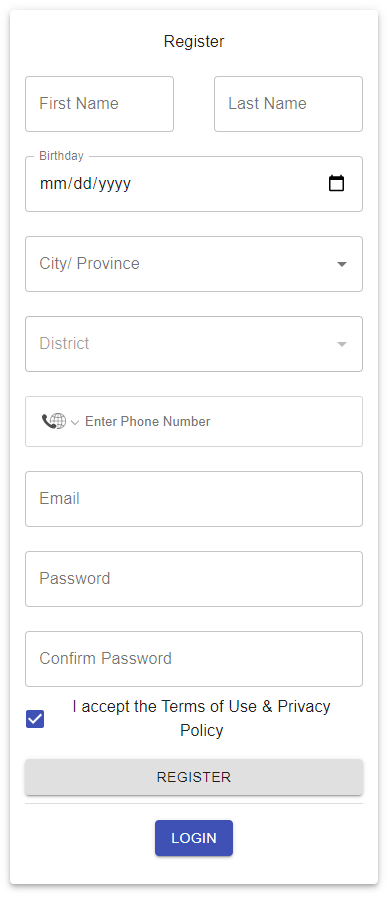 Register
First Name
Last Name
Birthday
mm/dd/yyyy
City/ Province
District
Enter Phone Number
Email
Password
Confirm Password
I accept the Terms of Use & Privacy
Policy
REGISTER
LOGIN